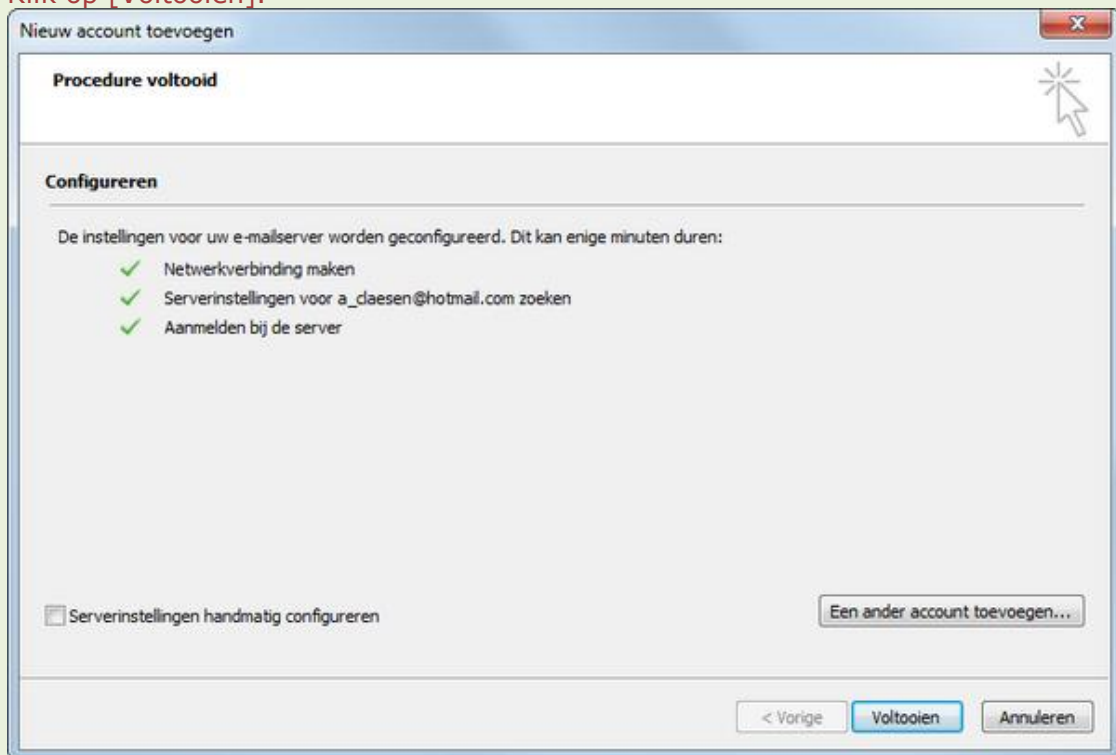 Klik op [Voltooien].
Nieuw account toevoegen
Procedure voltooid
Configureren
De instellingen voor uw e-mailserver worden geconfigureerd. Dit kan enige minuten duren:
Netwerkverbinding maken
Serverinstellingen voor a_claesen@hotmail.com zoeken
Aanmelden bij de server
Serverinstellingen handmatig configureren
Een ander account toevoegen...
< Vorige
Voltooien
Annuleren